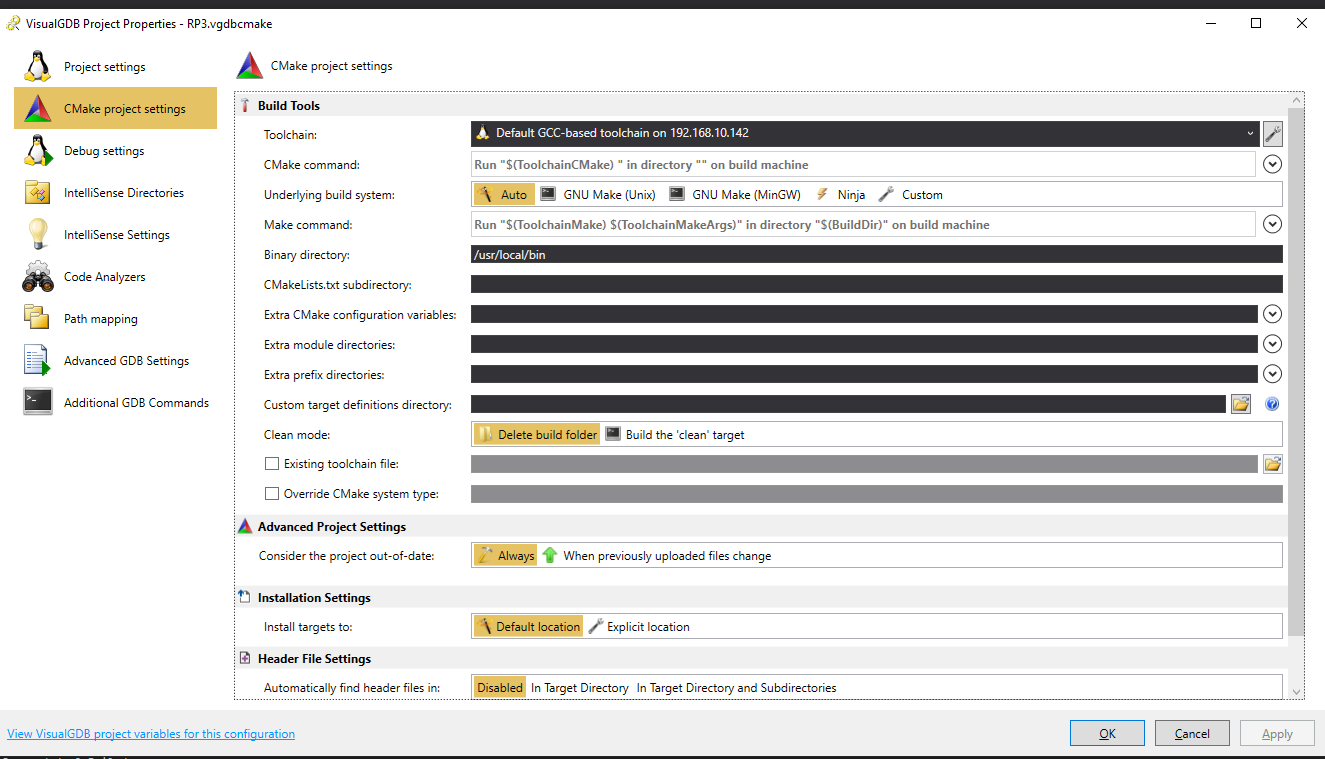 VisualGDB Project Properties - RP3.vgdbcmake
Project settings
CMake project settings
Debug settings
IntelliSense Directories
IntelliSense Settings
Code Analyzers
Path mapping
Advanced GDB Settings
Additional GDB Commands
CMake project settings
Build Tools
Toolchain: Default GCC-based toolchain on 192.168.10.142
CMake command: Run "$(ToolchainCMake) " in directory "" on build machine
Underlying build system: Auto GNU Make (Unix) GNU Make (MinGW) Ninja Custom
Make command: Run "$(ToolchainMake) $(ToolchainMakeArgs)" in directory "$(BuildDir)" on build machine
Binary directory: /usr/local/bin
CMakeLists.txt subdirectory:
Extra CMake configuration variables:
Extra module directories:
Extra prefix directories:
Custom target definitions directory:
Clean mode: Delete build folder Build the 'clean' target
Existing toolchain file:
Override CMake system type:
Advanced Project Settings
Consider the project out-of-date: Always When previously uploaded files change
Installation Settings
Install targets to: Default location Explicit location
Header File Settings
Automatically find header files in: Disabled In Target Directory In Target Directory and Subdirectories
View VisualGDB project variables for this configuration
OK Cancel Apply